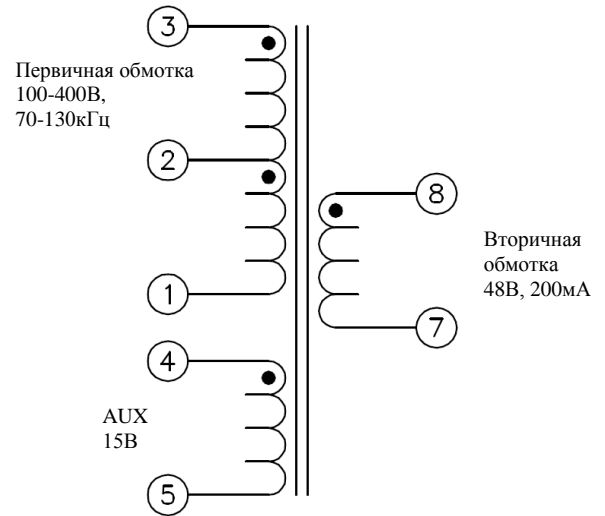 3
Первичная обмотка
100-400В,
70-130кГц
2
8
Вторичная
обмотка
48В, 200мА
1
7
4
AUX
15В
5